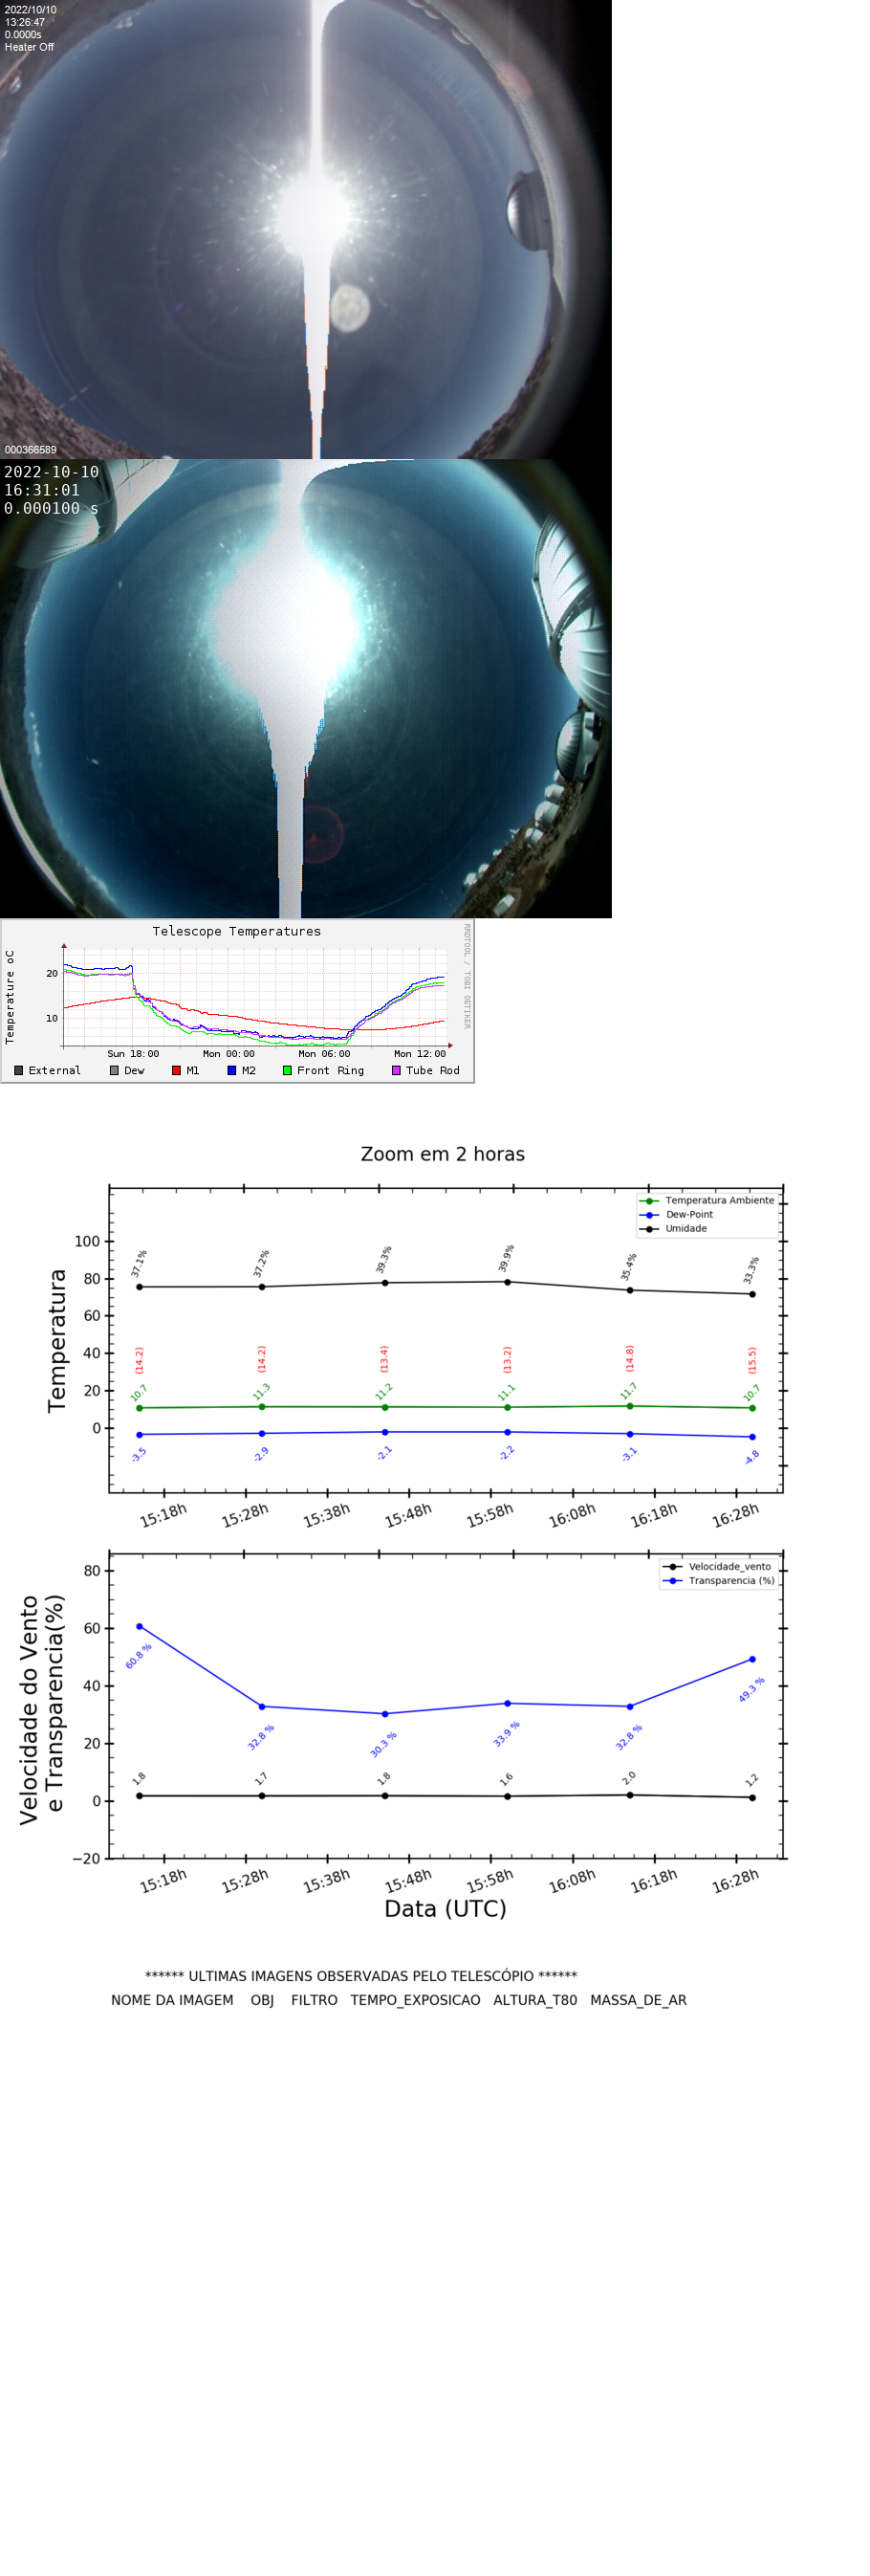 2022/10/10
13:26:47
0.0000s
Heater Off
000366589
2022-10-10
16:31:01
0.000100 s
Telescope Temperatures
RRDTOOL / TOBI OETIKER
Temperature oC
20
10
Sun 18:00 Mon 00:00 Mon 06:00 Mon 12:00
External Dew M1 M2 Front Ring Tube Rod
Zoom em 2 horas
Temperatura Ambiente
Dew-Point
Umidade
Temperatura
100
80
60
40
20
0
37.1% 37.2% 39.3% 39.9% 35.4% 33.3%
(14.2) (14.2) (13.4) (13.2) (14.8) (15.5)
10.7 11.3 11.2 11.1 11.7 10.7
-3.5 -2.9 -2.1 -2.2 -3.1 -4.8
15:18h 15:28h 15:38h 15:48h 15:58h 16:08h 16:18h 16:28h
Velocidade_vento
Transparencia (%)
Velocidade do Vento
e Transparencia(%)
80
60
40
20
0
−20
60.8 % 32.8 % 30.3 % 33.9 % 32.8 % 49.3 %
1.8 1.7 1.8 1.6 2.0 1.2
15:18h 15:28h 15:38h 15:48h 15:58h 16:08h 16:18h 16:28h
Data (UTC)
****** ULTIMAS IMAGENS OBSERVADAS PELO TELESCÓPIO ******
NOME DA IMAGEM OBJ FILTRO TEMPO_EXPOSICAO ALTURA_T80 MASSA_DE_AR